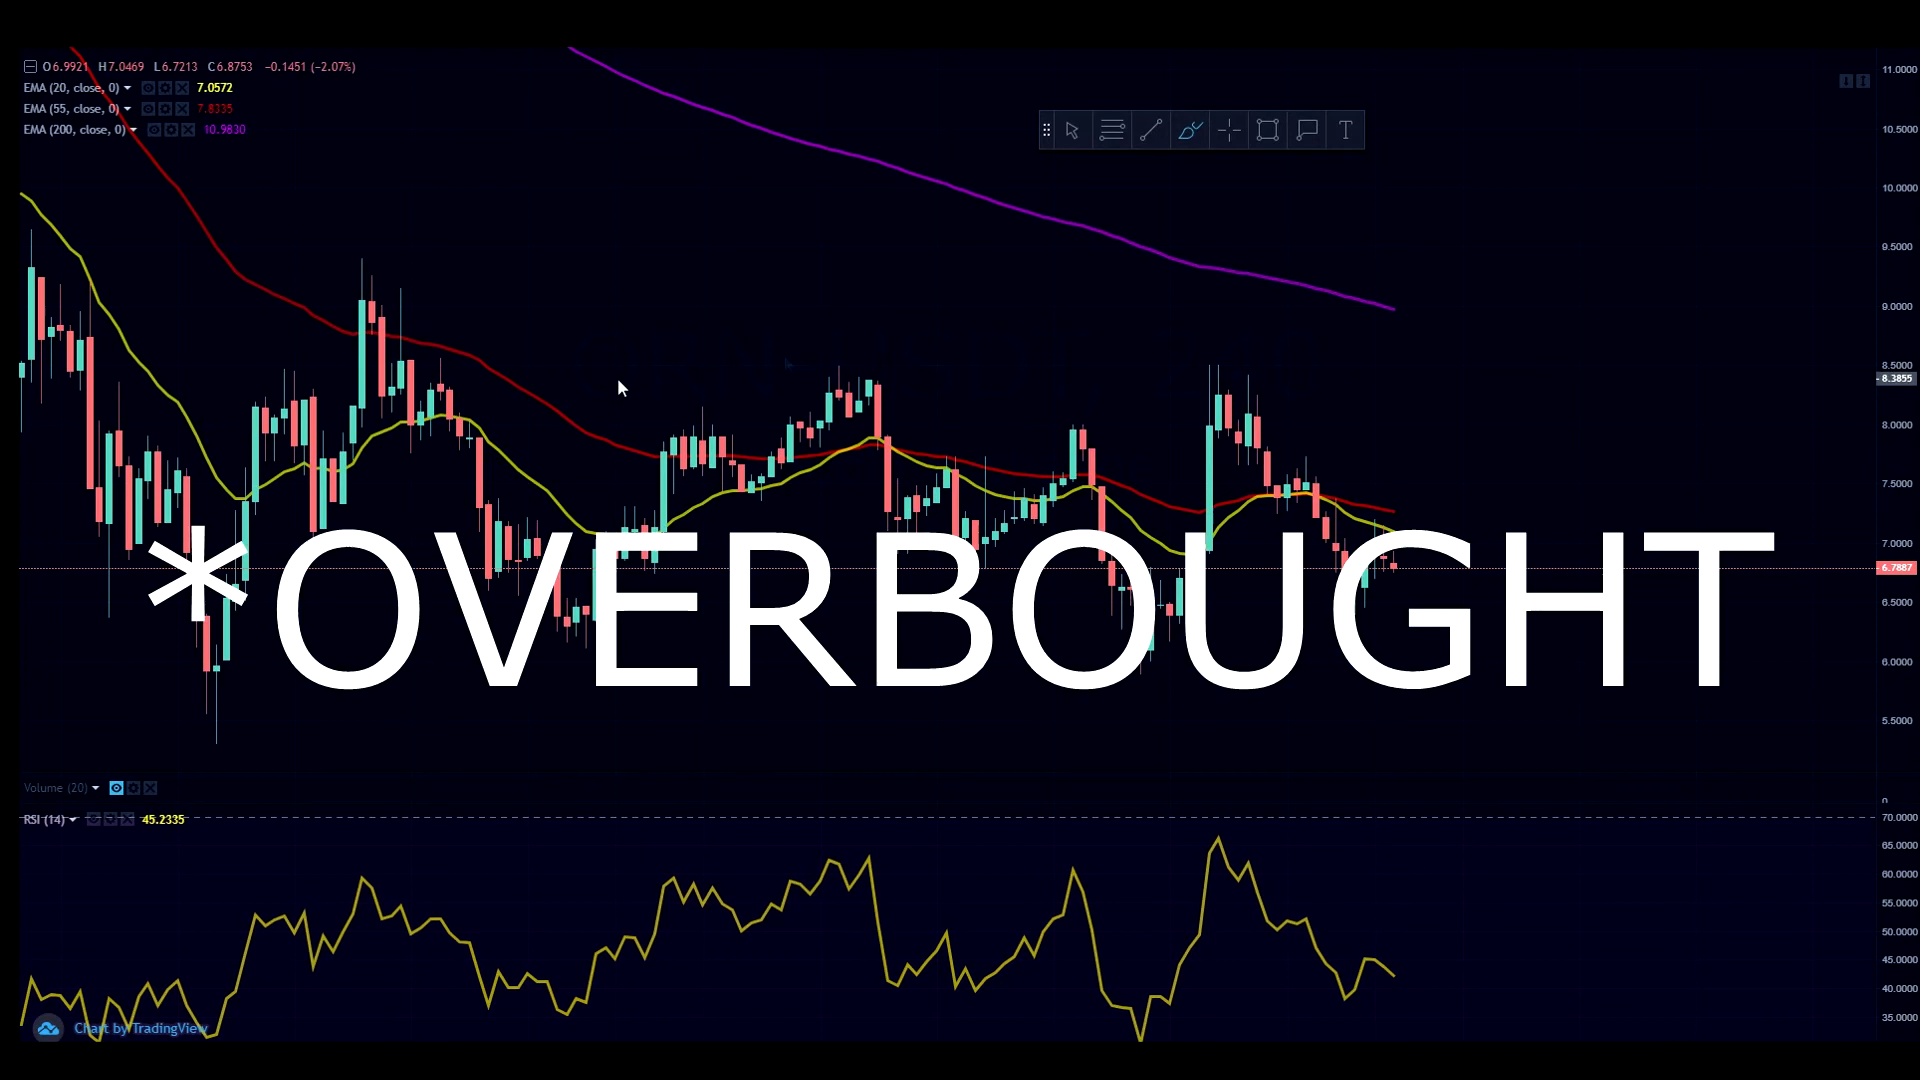 O6.9921 H7.0469 L6.7213 C6.8753 −0.1451 (−2.07%)
EMA (20, close, 0) 7.0572
EMA (55, close, 0) 7.8335
EMA (200, close, 0) 10.9830
T
11.0000
10.5000
10.0000
9.5000
9.0000
8.5000
8.3855
8.0000
7.5000
7.0000
6.7887
6.5000
6.0000
5.5000
*OVERBOUGHT
Volume (20)
0
RSI (14) 45.2335
70.0000
65.0000
60.0000
55.0000
50.0000
45.0000
40.0000
35.0000
Chart by TradingView